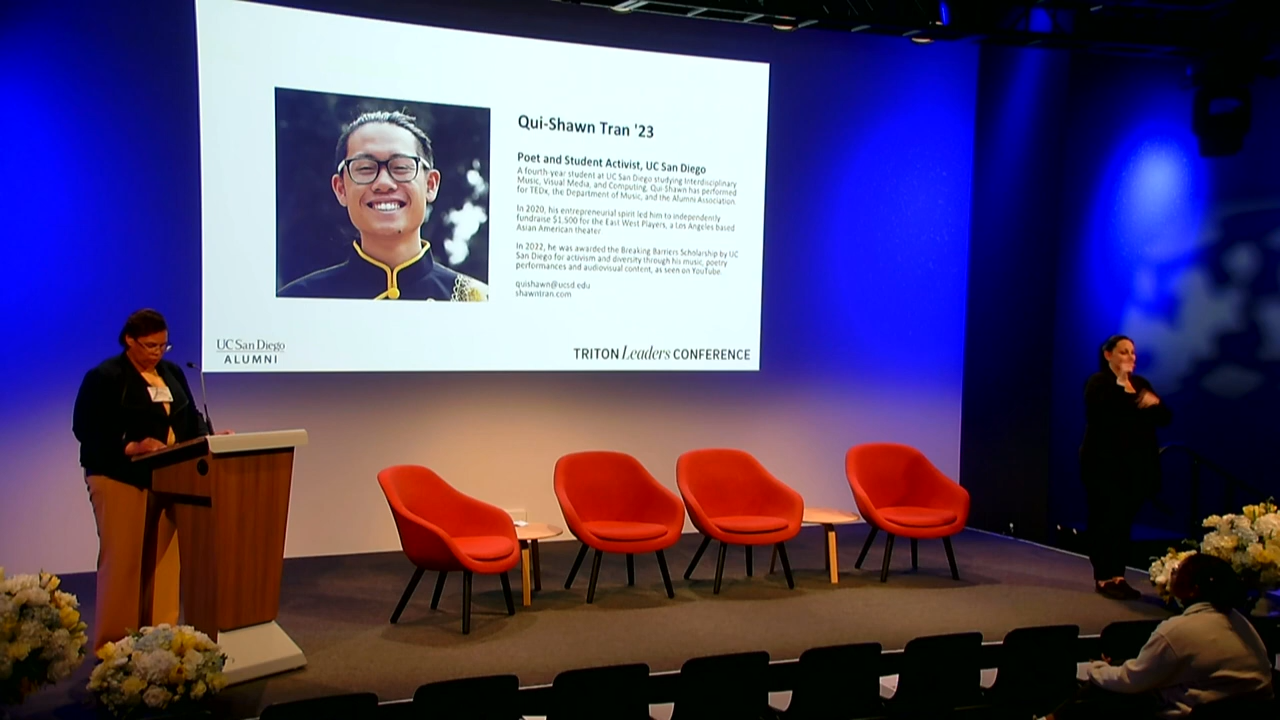 Qui-Shawn Tran '23
Poet and Student Activist, UC San Diego
A fourth-year student at UC San Diego studying Interdisciplinary
Music, Visual Media, and Computing, Qui-Shawn has performed
for TEDx, the Department of Music, and the Alumni Association.
In 2020, his entrepreneurial spirit led him to independently
fundraise $1,500 for the East West Players, a Los Angeles based
Asian American theater
In 2022, he was awarded the Breaking Barriers Scholarship by UC
San Diego for activism and diversity through his music, poetry
performances and audiovisual content, as seen on YouTube.
quishawn@ucsd.edu
shawntran.com
UC San Diego
ALUMNI
TRITON Leaders CONFERENCE